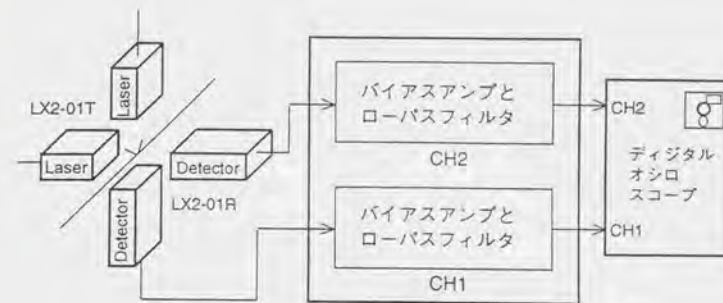 Laser
LX2-01T
Laser
Detector
LX2-01R
Detector
バイアスアンプと
ローパスフィルタ
CH2
バイアスアンプと
ローパスフィルタ
CH1
CH2
ディジタル
オシロ
スコープ
CH1